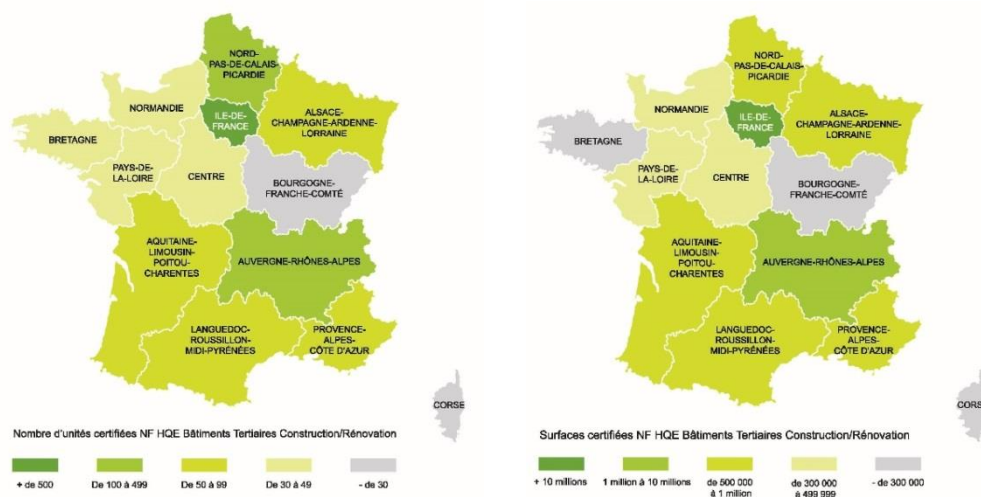 NORD-
PAS-DE-CALAIS-
PICARDIE
NORMANDIE
ILE-DE-
FRANCE
ALSACE-
CHAMPAGNE-ARDENNE-
LORRAINE
BRETAGNE
PAYS-DE-
LA-LOIRE
CENTRE
BOURGOGNE-
FRANCHE-COMTÉ
AQUITAINE-
LIMOUSIN-
POITOU-
CHARENTES
AUVERGNE-RHÔNES-ALPES
LANGUEDOC-
ROUSSILLON-
MIDI-PYRÉNÉES
PROVENCE-
ALPES-
CÔTE D'AZUR
CORSE
Nombre d'unités certifiées NF HQE Bâtiments Tertiaires Construction/Rénovation
+ de 500
De 100 à 499
De 50 à 99
De 30 à 49
- de 30
NORD-
PAS-DE-CALAIS-
PICARDIE
NORMANDIE
ILE-DE-
FRANCE
ALSACE-
CHAMPAGNE-ARDENNE-
LORRAINE
BRETAGNE
PAYS-DE-
LA-LOIRE
CENTRE
BOURGOGNE-
FRANCHE-COMTÉ
AQUITAINE-
LIMOUSIN-
POITOU-
CHARENTES
AUVERGNE-RHÔNES-ALPES
LANGUEDOC-
ROUSSILLON-
MIDI-PYRÉNÉES
PROVENCE-
ALPES-
CÔTE D'AZUR
CORSE
Surfaces certifiées NF HQE Bâtiments Tertiaires Construction/Rénovation
+ 10 millions
1 million à 10 millions
de 500 000
à 1 million
de 300 000
à 499 999
- de 300 000